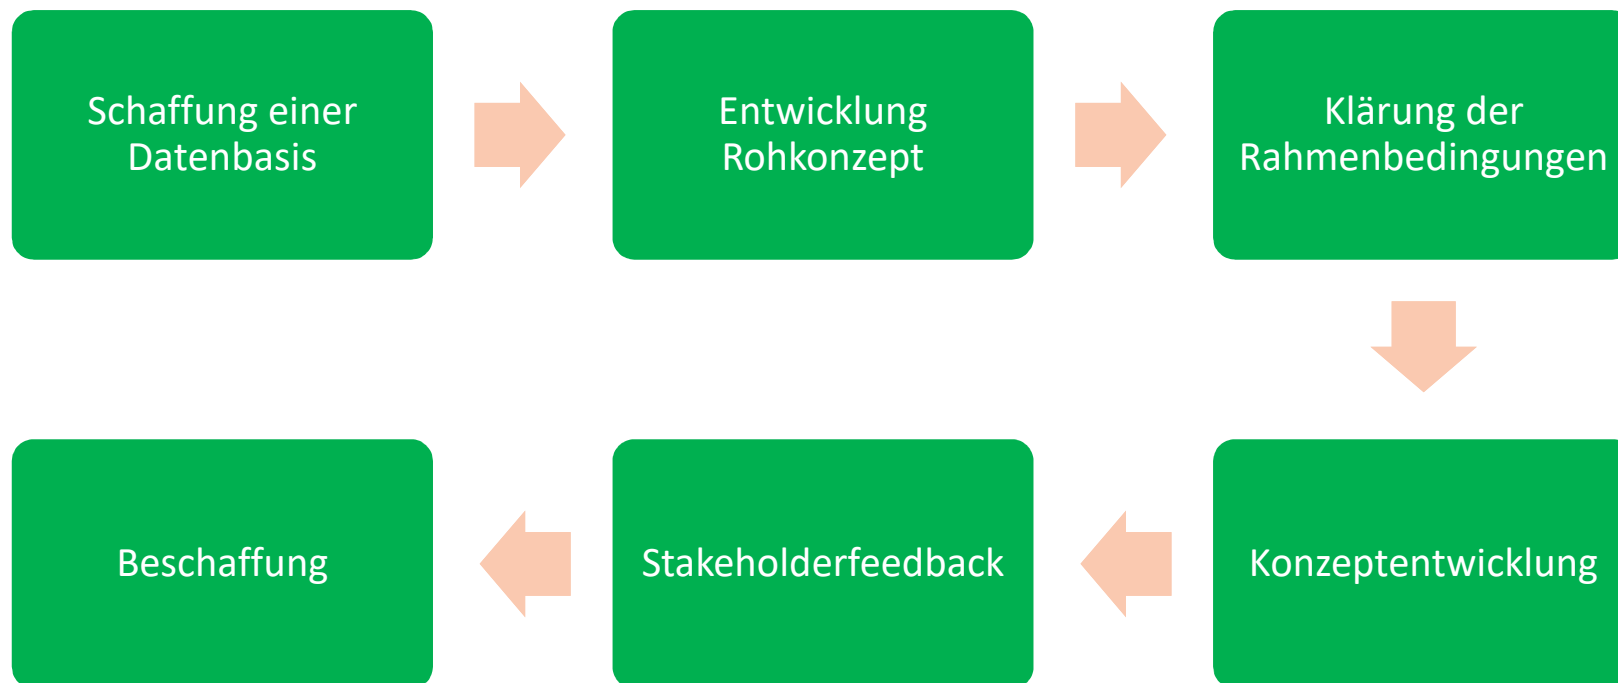 Schaffung einer
Datenbasis
Entwicklung
Rohkonzept
Klärung der
Rahmenbedingungen
Konzeptentwicklung
Stakeholderfeedback
Beschaffung